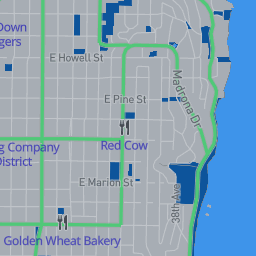 Down
gers
E Howell St
E Pine St
Madrona Dr
g Company
District
Red Cow
E Marion St
38th Ave
Golden Wheat Bakery